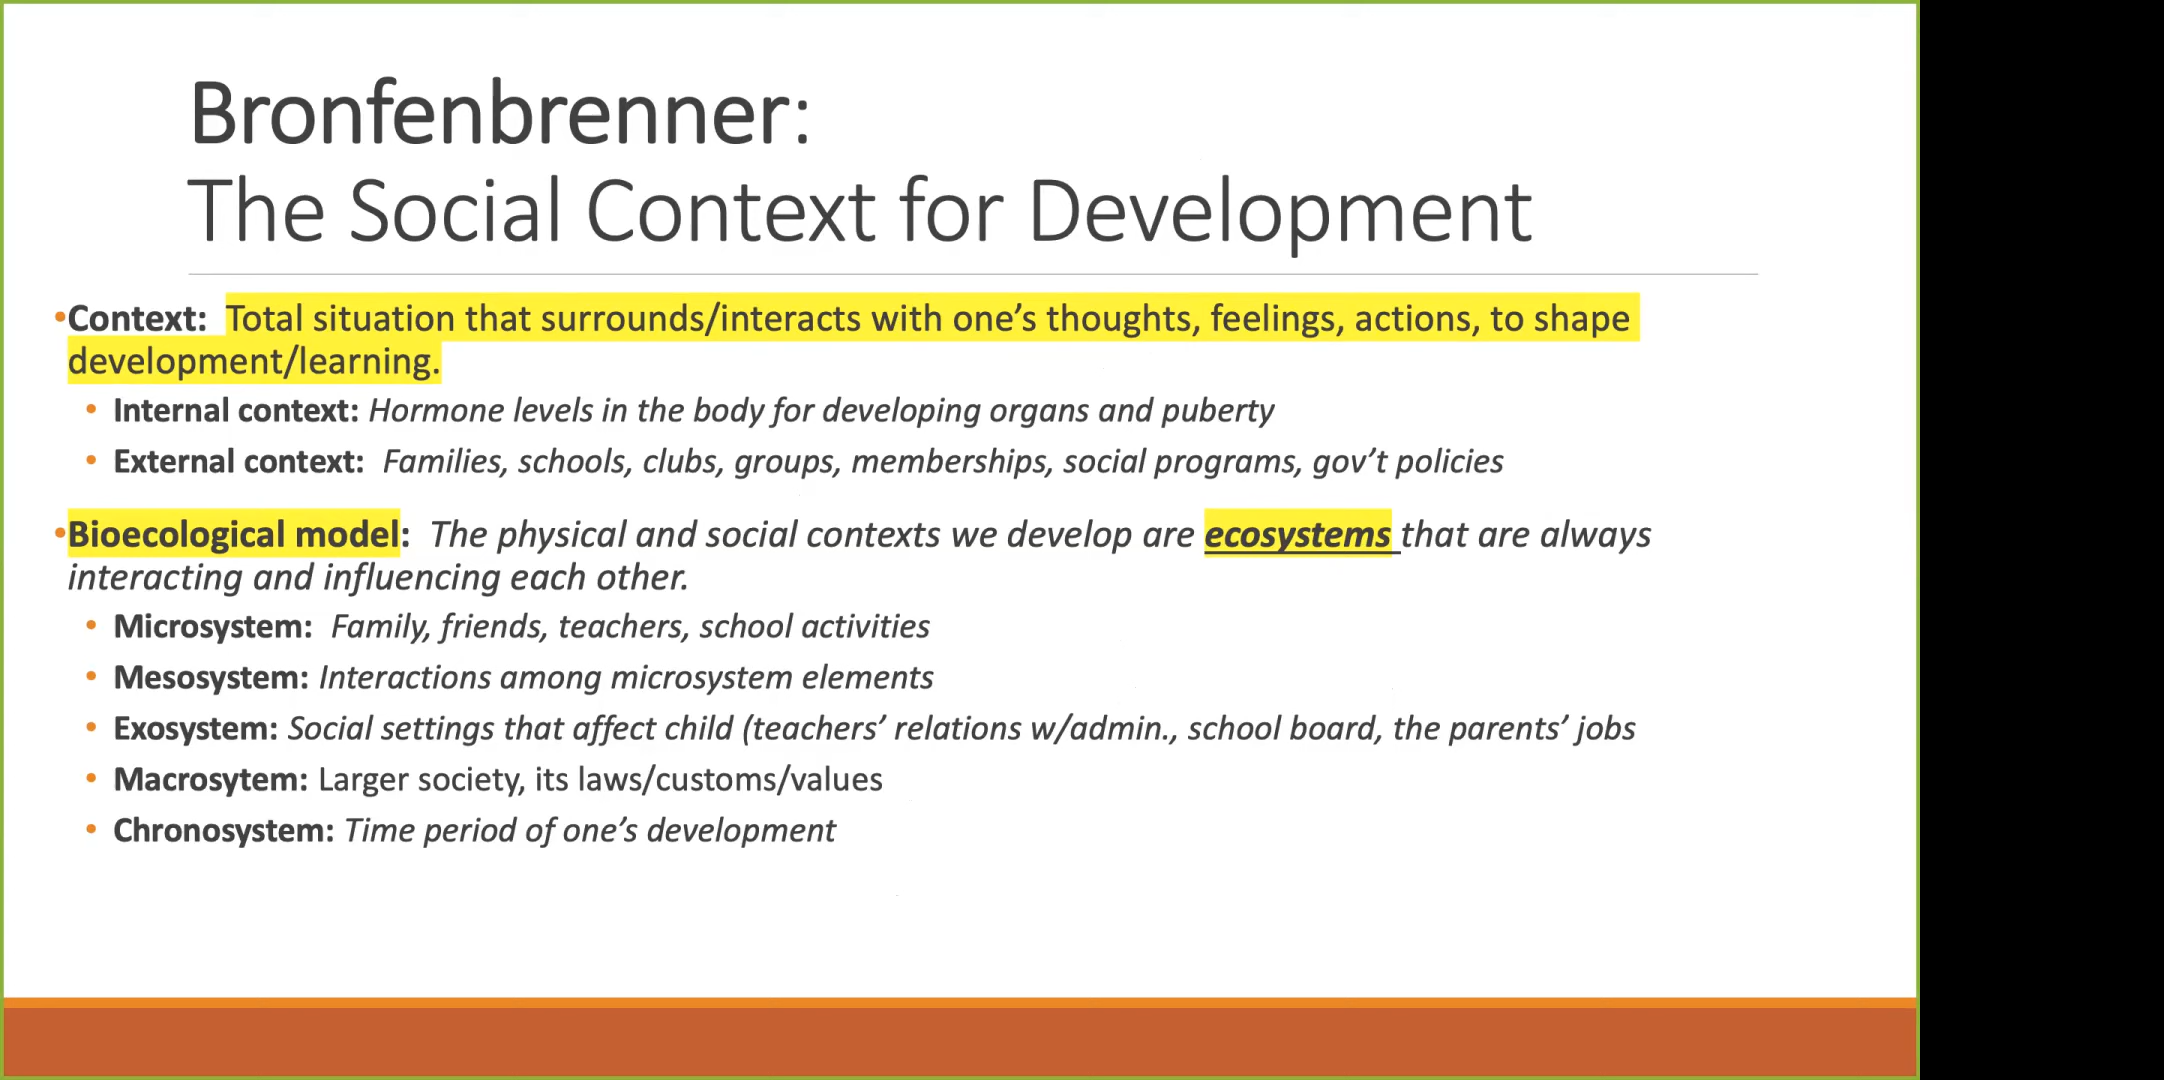 Bronfenbrenner:
The Social Context for Development
•Context: Total situation that surrounds/interacts with one’s thoughts, feelings, actions, to shape
development/learning.
• Internal context: Hormone levels in the body for developing organs and puberty
• External context: Families, schools, clubs, groups, memberships, social programs, gov’t policies
•Bioecological model: The physical and social contexts we develop are ecosystems that are always
interacting and influencing each other.
• Microsystem: Family, friends, teachers, school activities
• Mesosystem: Interactions among microsystem elements
• Exosystem: Social settings that affect child (teachers’ relations w/admin., school board, the parents’ jobs
• Macrosytem: Larger society, its laws/customs/values
• Chronosystem: Time period of one’s development